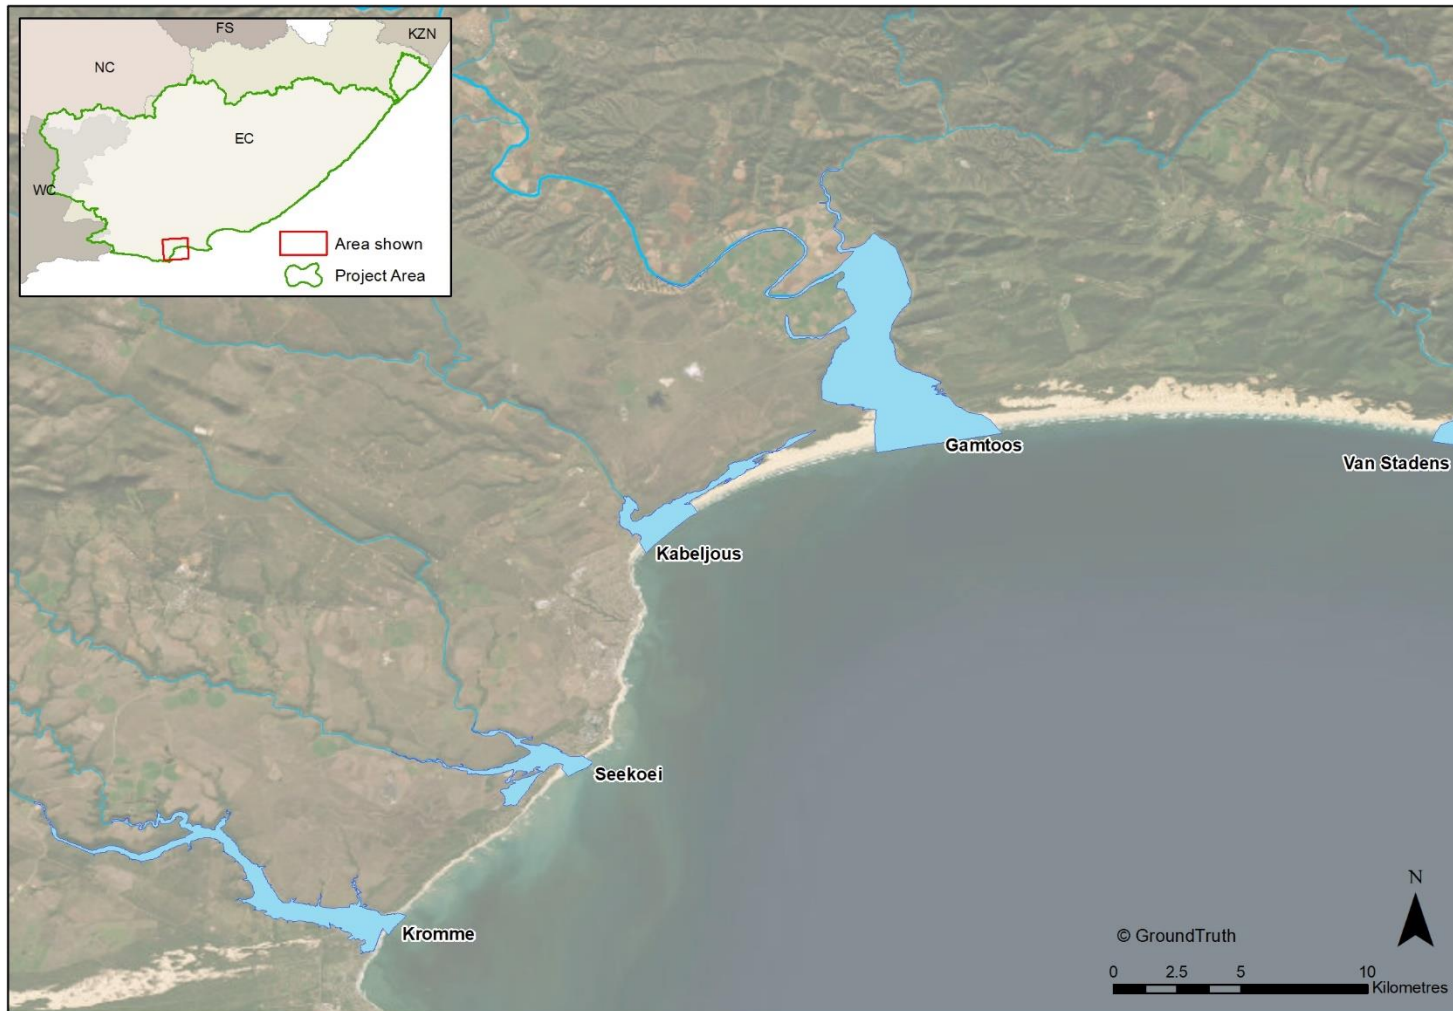 FS
KZN
NC
EC
WC
Area shown
Project Area
Gamtoos
Van Stadens
Kabeljous
Seekoei
Kromme
N
© GroundTruth
0 2.5 5 10
Kilometres